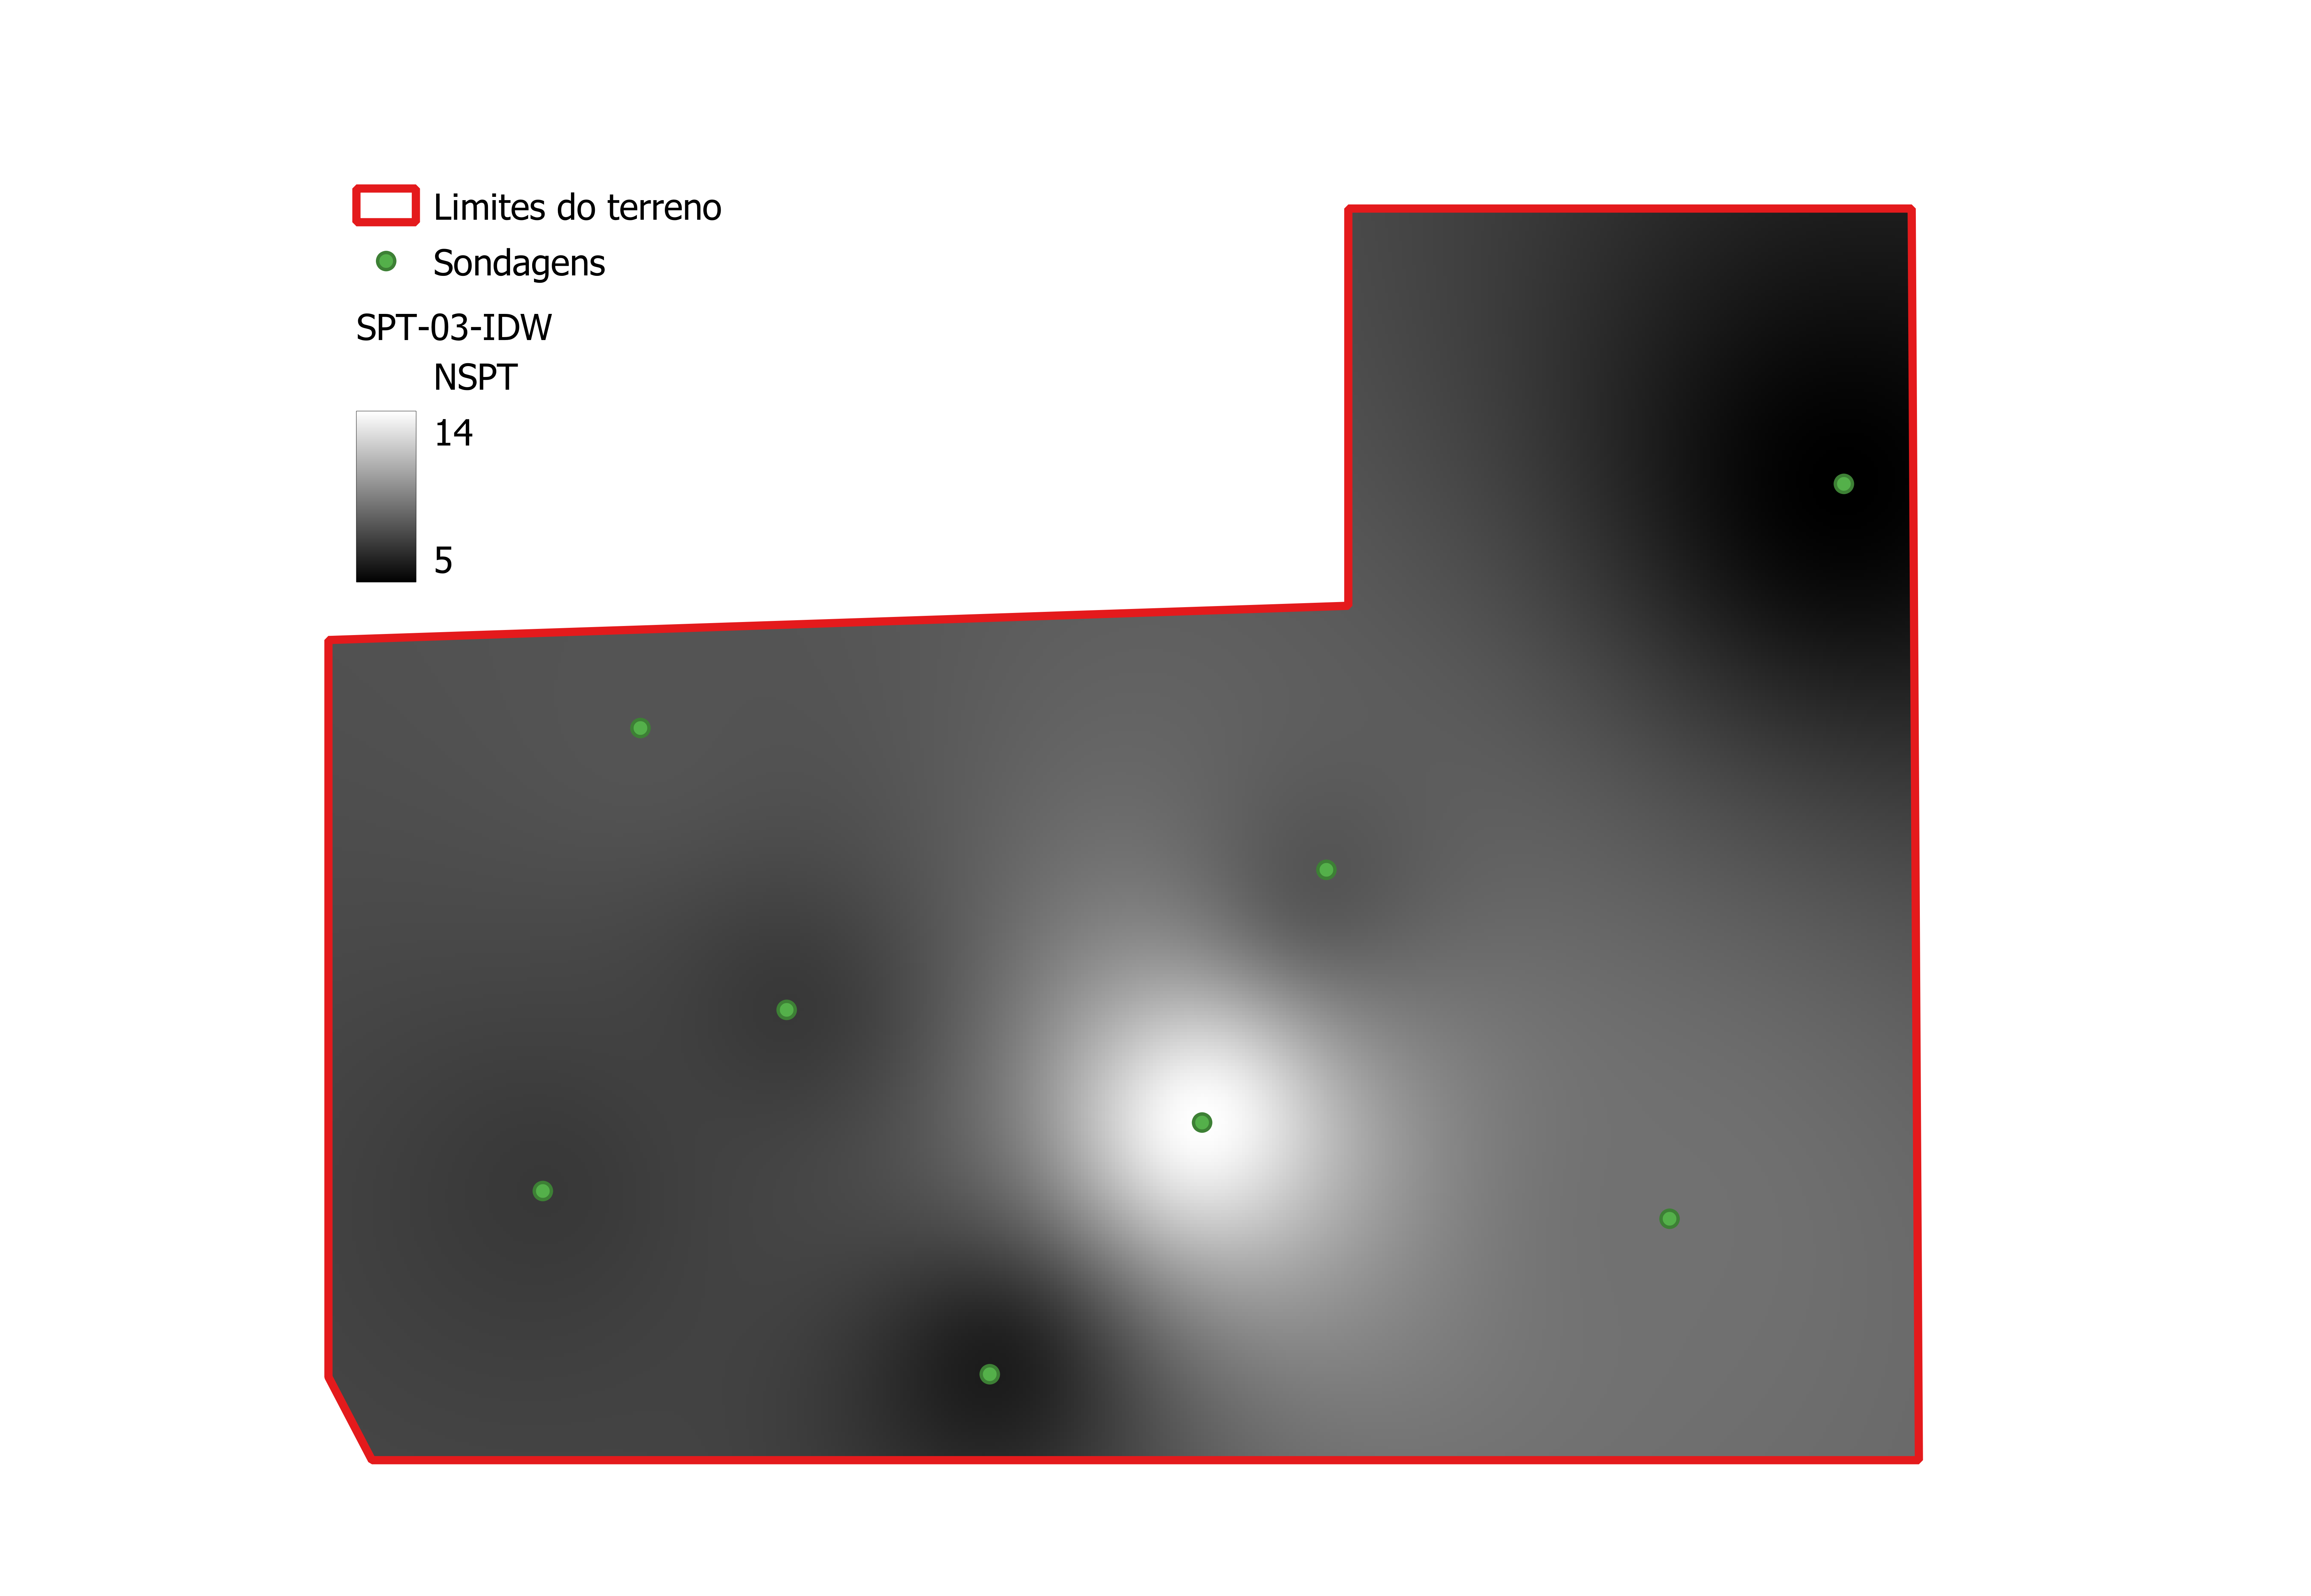 Limites do terreno
Sondagens
SPT-03-IDW
NSPT
14
5